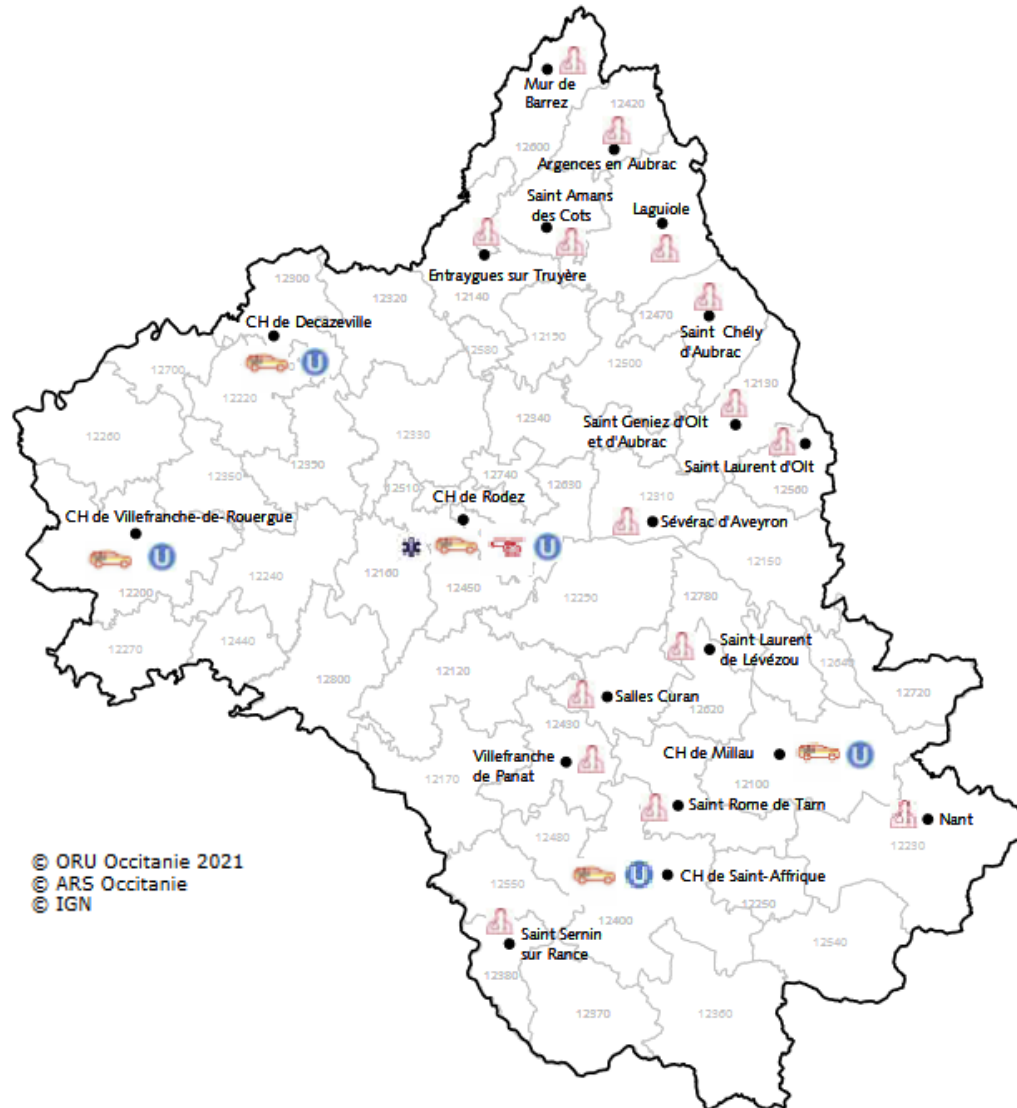 Mur de
Barrez
12420
12600
Argences en Aubrac
Saint Amans
des Cots
Laguiole
Entraygues sur Truyère
12300
12320
12140
12470
CH de Decazeville
Saint Chély
d'Aubrac
12580
12500
12700
12220
12130
12340
Saint Geniez d'Olt
et d'Aubrac
12260
12330
Saint Laurent d'Olt
12350
12390
12740
12510
12630
12310
12560
CH de Rodez
CH de Villefranche-de-Rouergue
Sévérac d'Aveyron
U
U
U
12150
12160
12240
12200
12450
12290
12780
12440
12270
Saint Laurent
de Lévézou
12640
12120
12800
12720
Salles Curan
12620
12430
Villefranche
de Panat
CH de Millau
U
12170
12100
Saint Rome de Tarn
Nant
12480
12230
© ORU Occitanie 2021
© ARS Occitanie
© IGN
U
CH de Saint-Affrique
12550
12250
12400
Saint Sernin
sur Rance
12540
12380
12370
12360